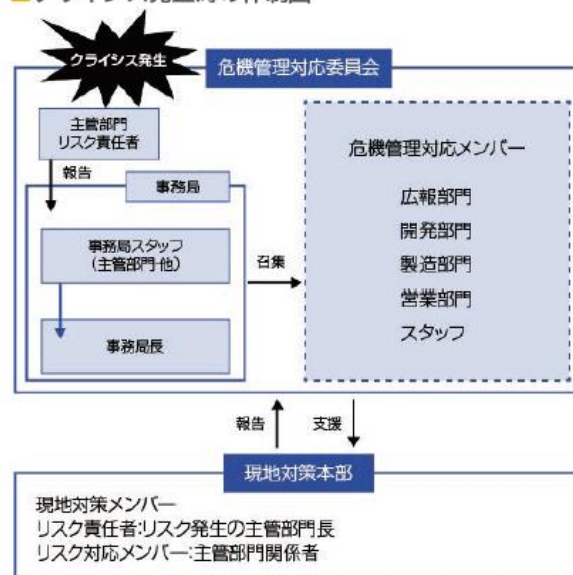 クライシス発生
危機管理対応委員会
主管部門
リスク責任者
報告
事務局
事務局スタッフ
(主管部門・他)
事務局長
召集
危機管理対応メンバー
広報部門
開発部門
製造部門
営業部門
スタッフ
報告
支援
現地対策本部
現地対策メンバー
リスク責任者:リスク発生の主管部門長
リスク対応メンバー:主管部門関係者